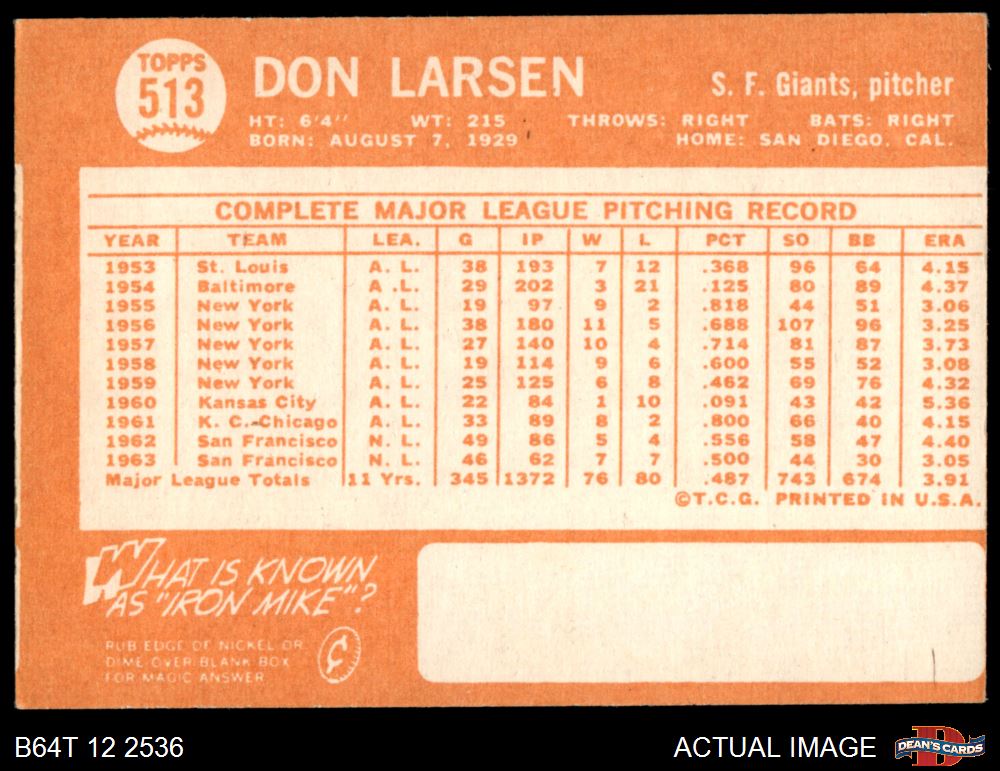 TOPPS
513
DON LARSEN
S. F. Giants, pitcher
HT: 6'4" WT: 215 THROWS: RIGHT BATS: RIGHT
BORN: AUGUST 7, 1929 HOME: SAN DIEGO, CAL.
COMPLETE MAJOR LEAGUE PITCHING RECORD
YEAR TEAM LEA. G IP W L PCT SO BB ERA
1953 St. Louis A. L. 38 193 7 12 .368 96 64 4.15
1954 Baltimore A. L. 29 202 3 21 .125 80 89 4.37
1955 New York A. L. 19 97 9 2 .818 44 51 3.06
1956 New York A. L. 38 180 11 5 .688 107 96 3.25
1957 New York A. L. 27 140 10 4 .714 81 87 3.73
1958 New York A. L. 19 114 9 6 .600 55 52 3.08
1959 New York A. L. 25 125 6 8 .462 69 76 4.32
1960 Kansas City A. L. 22 84 1 10 .091 43 42 5.36
1961 K. C.-Chicago A. L. 33 89 8 2 .800 66 40 4.15
1962 San Francisco N. L. 49 86 5 4 .556 58 47 4.40
1963 San Francisco N. L. 46 62 7 7 .500 44 30 3.05
Major League Totals 11 Yrs. 345 1372 76 80 .487 743 674 3.91
©T.C.G. PRINTED IN U.S.A.
WHAT IS KNOWN
AS "IRON MIKE"?
RUB EDGE OF NICKEL OR
DIME OVER BLANK BOX
FOR MAGIC ANSWER
¢
B64T 12 2536
ACTUAL IMAGE
DEAN'S CARDS